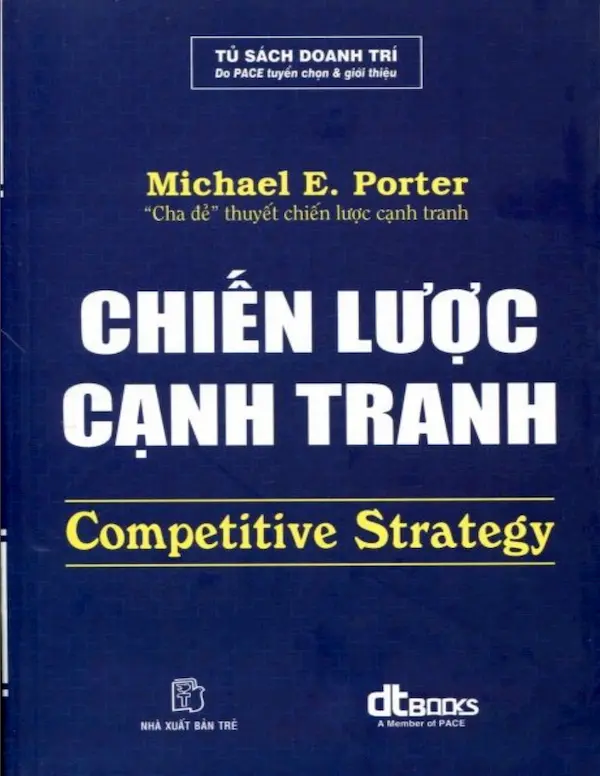 TỦ SÁCH DOANH TRÍ
Do PACE tuyển chọn & giới thiệu
Michael E. Porter
“Cha đẻ” thuyết chiến lược cạnh tranh
CHIẾN LƯỢC
CẠNH TRANH
Competitive Strategy
NHÀ XUẤT BẢN TRẺ
dtBOOKS
A Member of PACE